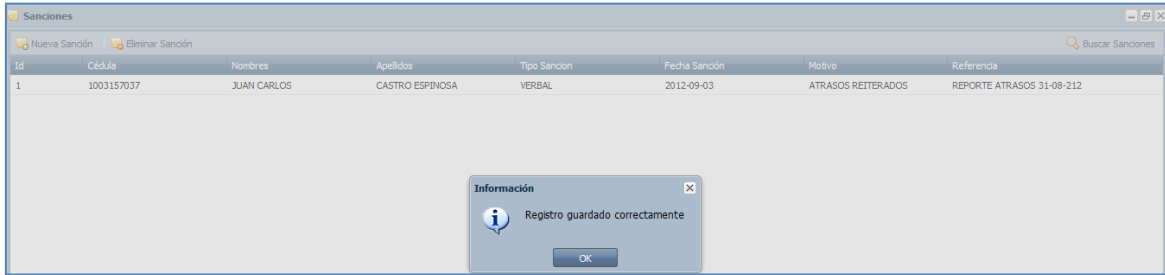 Sanciones
Nueva Sanción Eliminar Sanción Buscar Sanciones
Id Cédula Nombres Apellidos Tipo Sancion Fecha Sanción Motivo Referencia
1 1003157037 JUAN CARLOS CASTRO ESPINOSA VERBAL 2012-09-03 ATRASOS REITERADOS REPORTE ATRASOS 31-08-212
Información
Registro guardado correctamente
OK